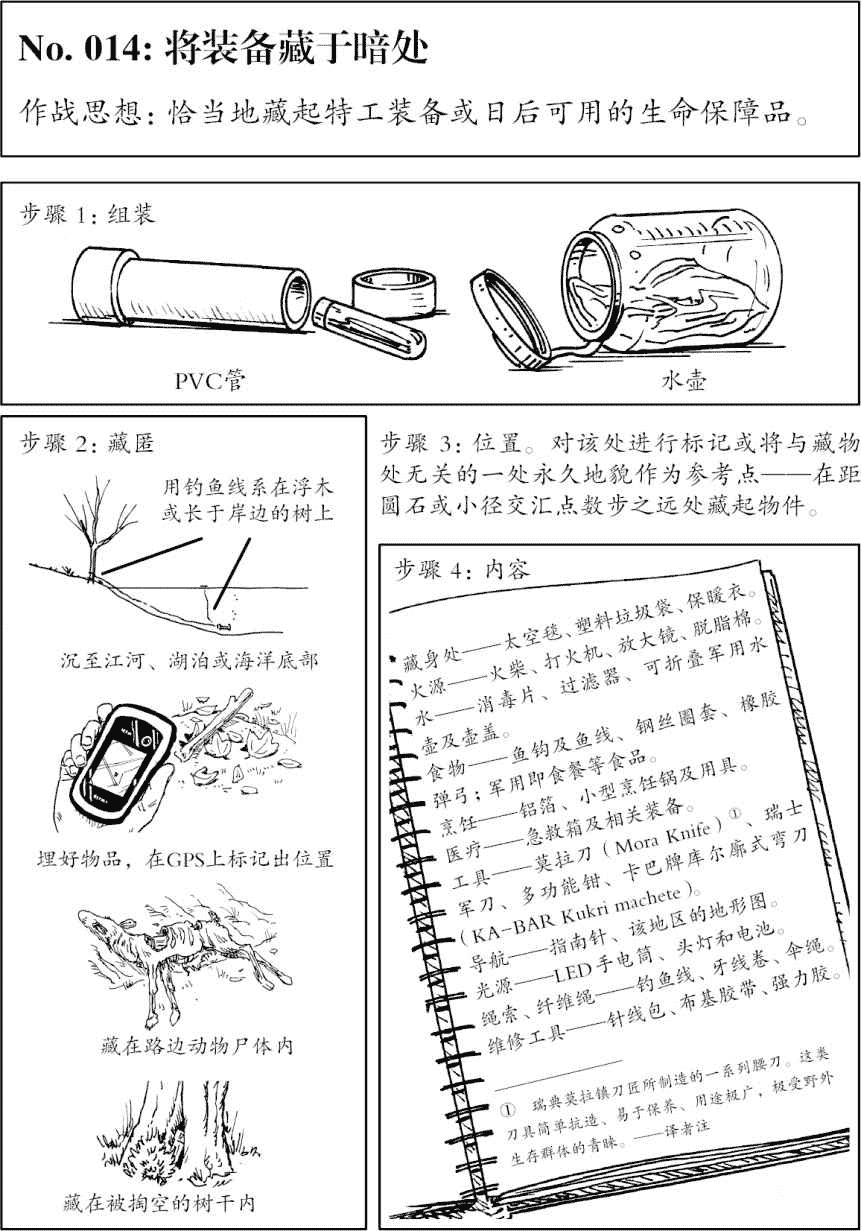 No. 014: 将装备藏于暗处
作战思想：恰当地藏起特工装备或日后可用的生命保障品。
步骤 1：组装
PVC管
水壶
步骤 2：藏匿
用钓鱼线系在浮木
或长于岸边的树上
沉至江河、湖泊或海洋底部
埋好物品，在GPS上标记出位置
藏在路边动物尸体内
藏在被掏空的树干内
步骤 3：位置。对该处进行标记或将与藏物
处无关的一处永久地貌作为参考点——在距
圆石或小径交汇点数步之远处藏起物件。
步骤 4：内容
藏身处——太空毯、塑料垃圾袋、保暖衣。
火源——火柴、打火机、放大镜、脱脂棉。
水——消毒片、过滤器、可折叠军用水
壶及壶盖。
食物——鱼钩及鱼线、钢丝圈套、橡胶
弹弓；军用即食餐等食品。
烹饪——铝箔、小型烹饪锅及用具。
医疗——急救箱及相关装备。
工具——莫拉刀（Mora Knife）①、瑞士
军刀、多功能钳、卡巴牌库尔廓式弯刀
（KA-BAR Kukri machete）。
导航——指南针、该地区的地形图。
光源——LED手电筒、头灯和电池。
绳索、纤维绳——钓鱼线、牙线卷、伞绳。
维修工具——针线包、布基胶带、强力胶。
① 瑞典莫拉镇刀匠所制造的一系列腰刀。这类
刀具简单抗造、易于保养、用途极广，极受野外
生存群体的青睐。——译者注